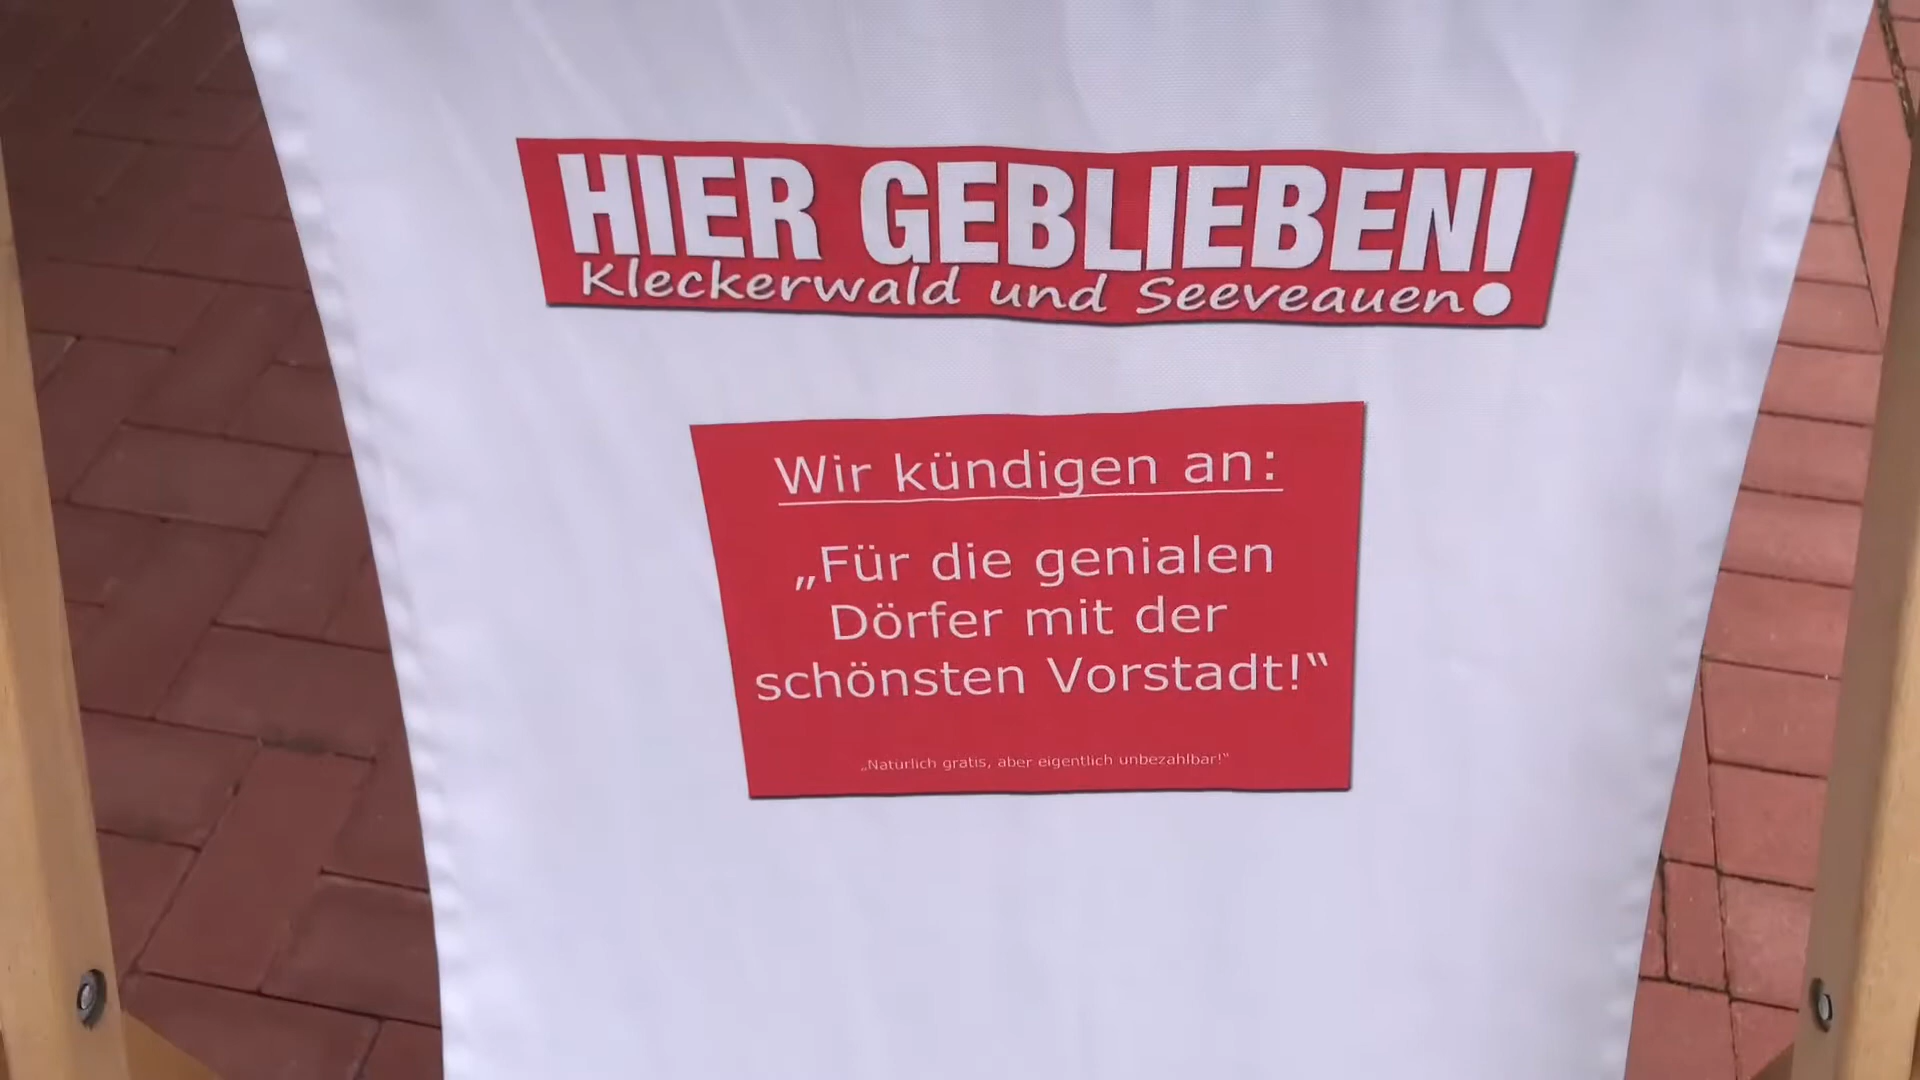 HIER GEBLIEBEN!
Kleckerwald und Seeveauen
Wir kündigen an:
„Für die genialen
Dörfer mit der
schönsten Vorstadt!“
„Natürlich gratis, aber eigentlich unbezahlbar!“